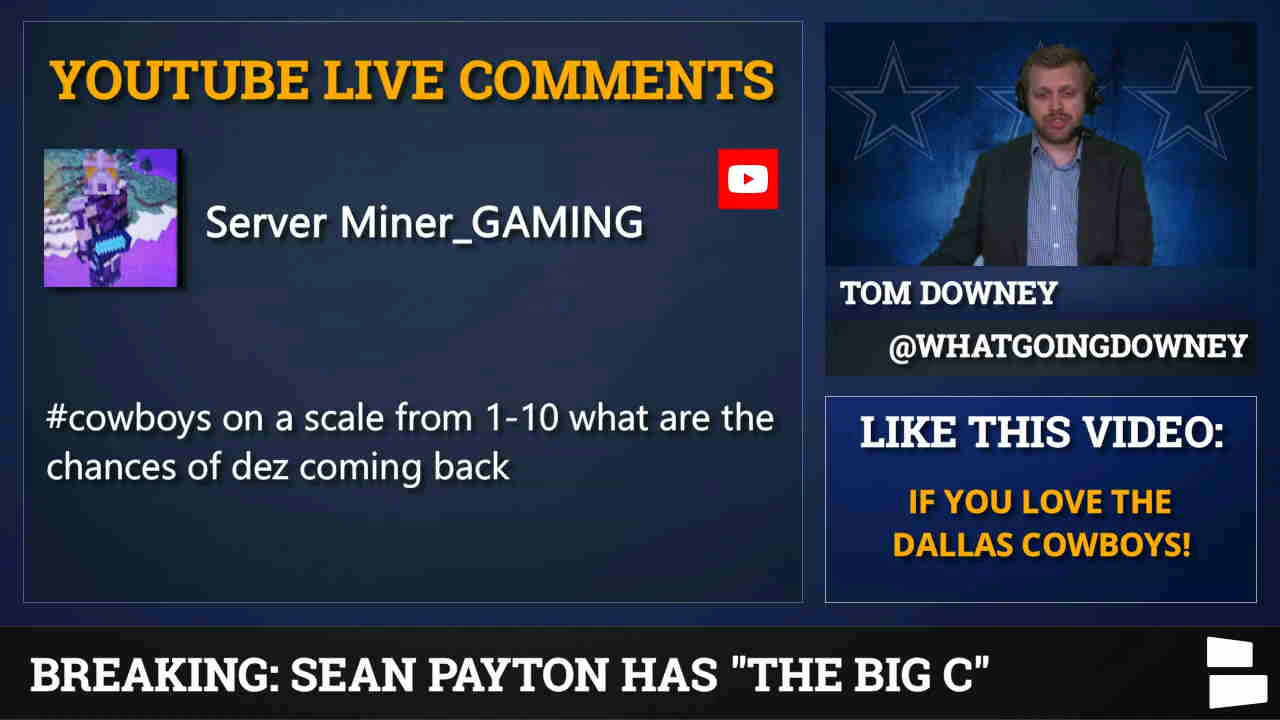 YOUTUBE LIVE COMMENTS
Server Miner_GAMING
#cowboys on a scale from 1-10 what are the
chances of dez coming back
TOM DOWNEY
@WHATGOINGDOWNEY
LIKE THIS VIDEO:
IF YOU LOVE THE
DALLAS COWBOYS!
BREAKING: SEAN PAYTON HAS "THE BIG C"